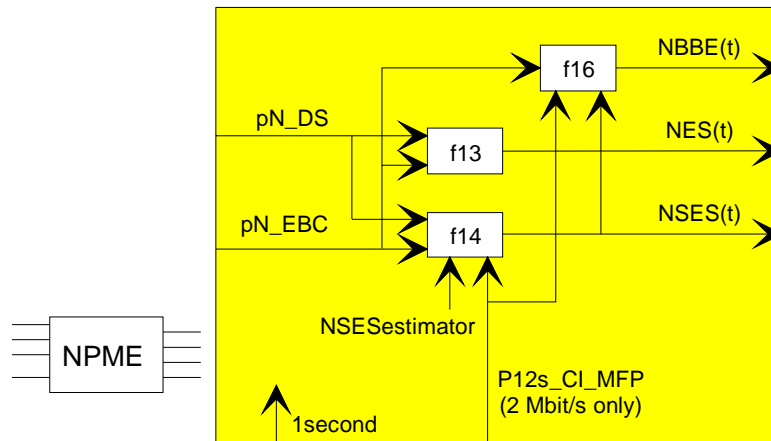 NBBE(t)
f16
pN_DS
f13
NES(t)
pN_EBC
f14
NSES(t)
NSESestimator
NPME
P12s_CI_MFP
(2 Mbit/s only)
1second